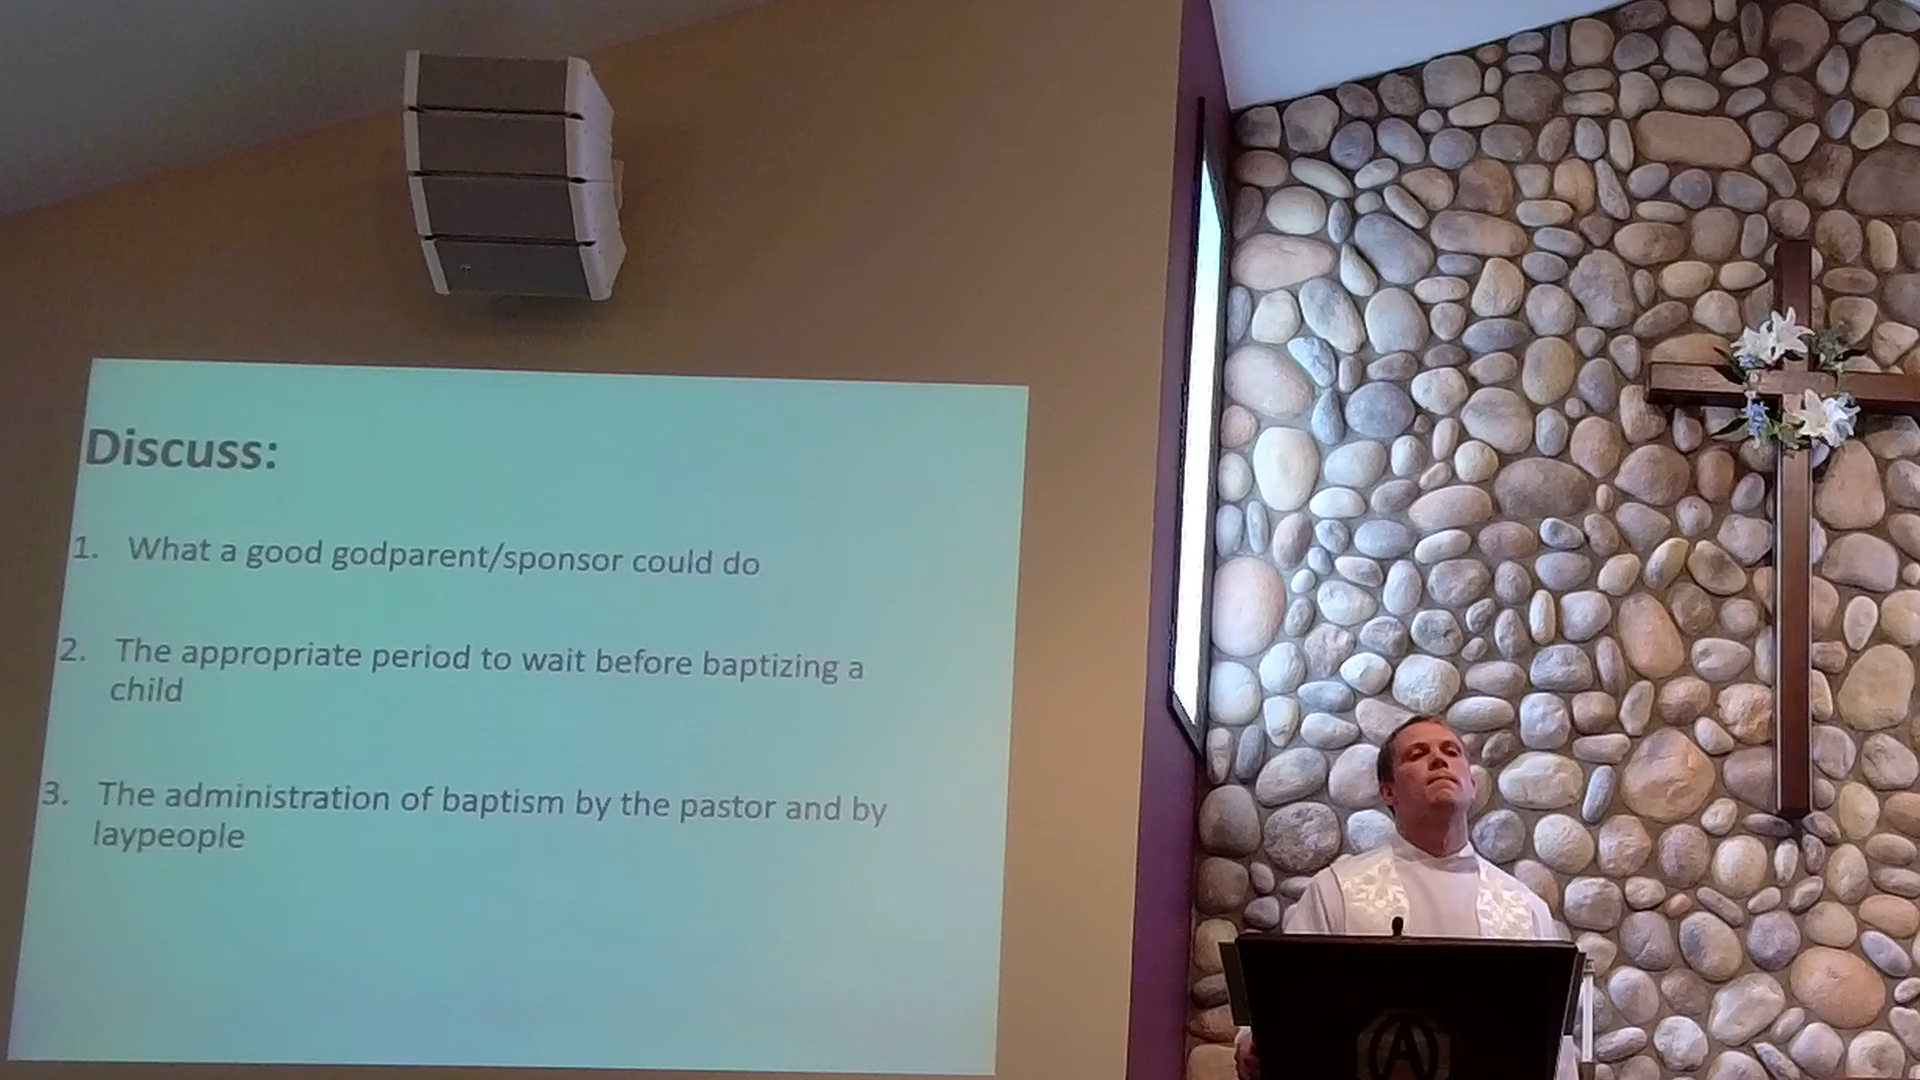 Discuss:
1. What a good godparent/sponsor could do
2. The appropriate period to wait before baptizing a
child
3. The administration of baptism by the pastor and by
laypeople